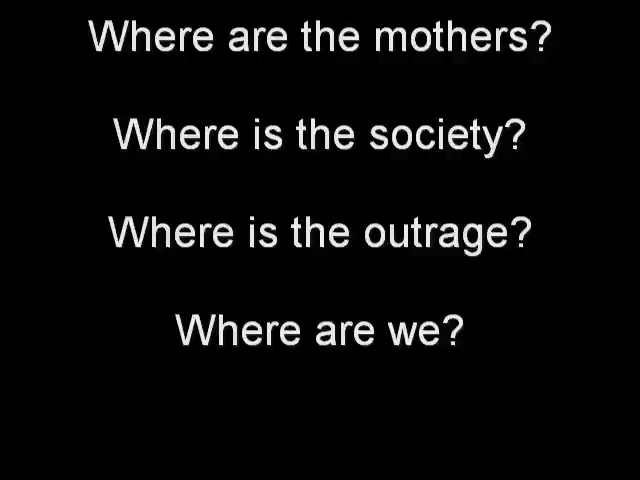 Where are the mothers?
Where is the society?
Where is the outrage?
Where are we?